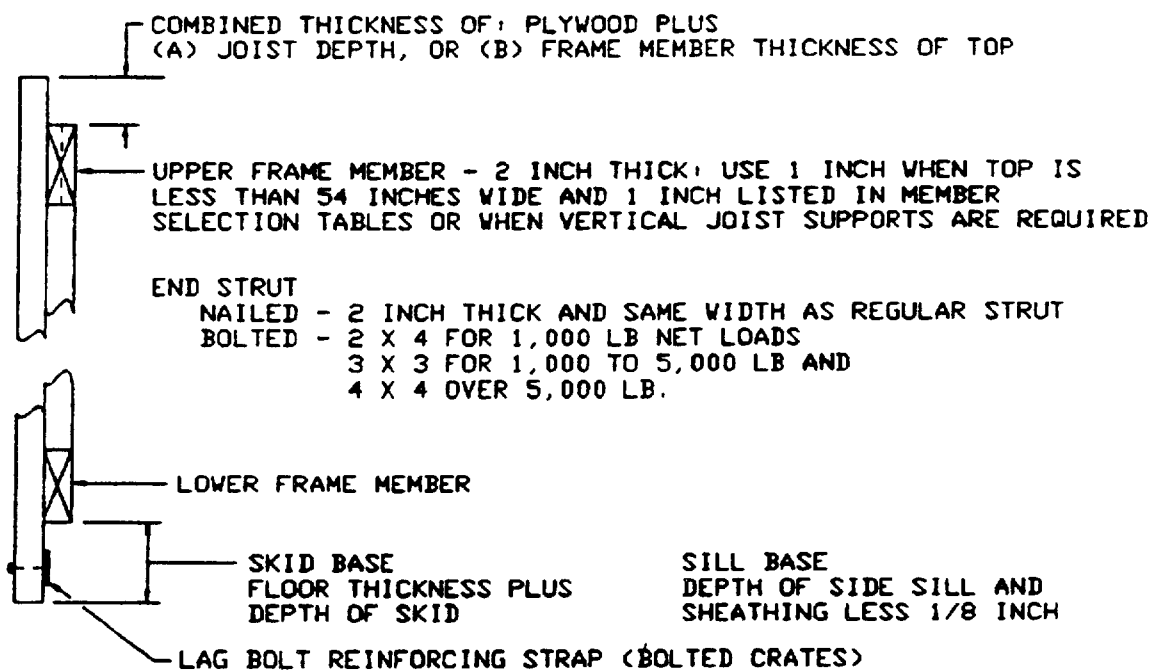 COMBINED THICKNESS OF: PLYWOOD PLUS
(A) JOIST DEPTH, OR (B) FRAME MEMBER THICKNESS OF TOP
UPPER FRAME MEMBER - 2 INCH THICK: USE 1 INCH WHEN TOP IS
LESS THAN 54 INCHES WIDE AND 1 INCH LISTED IN MEMBER
SELECTION TABLES OR WHEN VERTICAL JOIST SUPPORTS ARE REQUIRED
END STRUT
NAILED - 2 INCH THICK AND SAME WIDTH AS REGULAR STRUT
BOLTED - 2 X 4 FOR 1,000 LB NET LOADS
3 X 3 FOR 1,000 TO 5,000 LB AND
4 X 4 OVER 5,000 LB.
LOWER FRAME MEMBER
SKID BASE
FLOOR THICKNESS PLUS
DEPTH OF SKID
SILL BASE
DEPTH OF SIDE SILL AND
SHEATHING LESS 1/8 INCH
LAG BOLT REINFORCING STRAP (BOLTED CRATES)